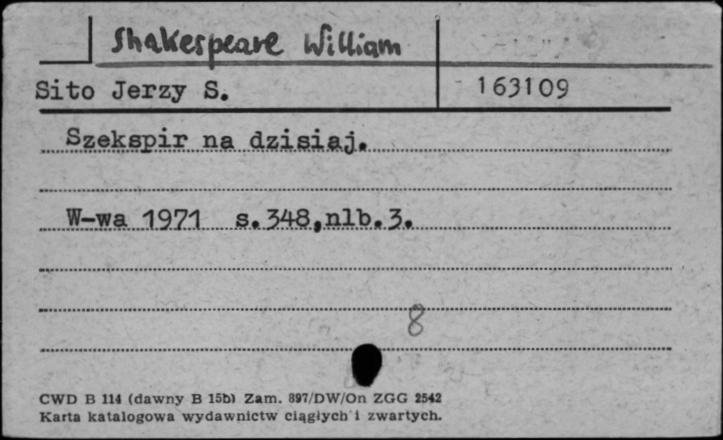 Shakespeare William
Sito Jerzy S. 163109
Szekspir na dzisiaj.
W-wa 1971 s.348,nlb.3.
8
CWD B 114 (dawny B 15b) Zam. 897/DW/On ZGG 2542
Karta katalogowa wydawnictw ciągłych i zwartych.